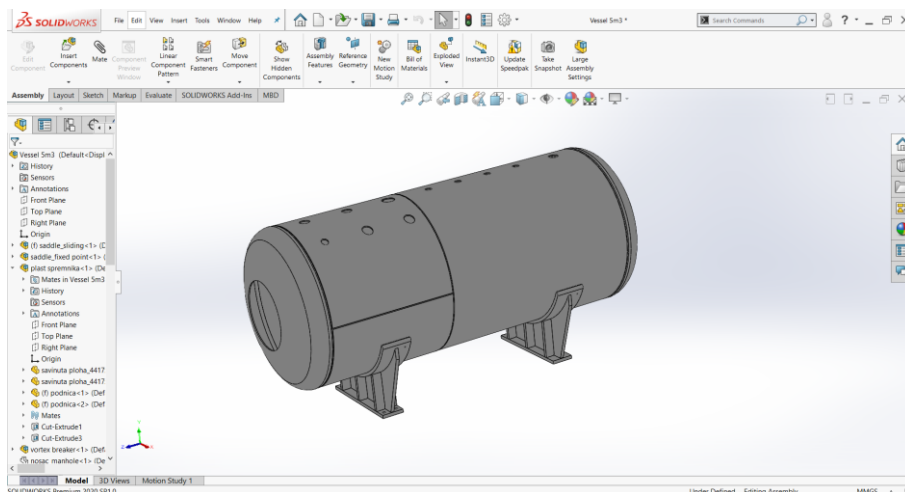 SOLIDWORKS File Edit View Insert Tools Window Help Vessel 5m3 * Search Commands
Edit Component
Insert Components
Mate
Component Preview Window
Linear Component Pattern
Smart Fasteners
Move Component
Show Hidden Components
Assembly Features
Reference Geometry
New Motion Study
Bill of Materials
Exploded View
Instant3D
Update Speedpak
Take Snapshot
Large Assembly Settings
Assembly Layout Sketch Markup Evaluate SOLIDWORKS Add-Ins MBD
Vessel 5m3 (Default<Displ
History
Sensors
Annotations
Front Plane
Top Plane
Right Plane
Origin
(f) saddle_sliding<1> (D
saddle_fixed point<1> (
plast spremnika<1> (De
Mates in Vessel 5m3
History
Sensors
Annotations
Front Plane
Top Plane
Right Plane
Origin
savinuta ploha_4417
savinuta ploha_4417
(f) podnica<1> (Def
(f) podnica<2> (Def
Mates
Cut-Extrude1
Cut-Extrude3
vortex breaker<1> (Defa
nosac manhole<1> (De
Model 3D Views Motion Study 1
SOLIDWORKS Premium 2020 SP1.0 Under Defined Editing Assembly MMGS